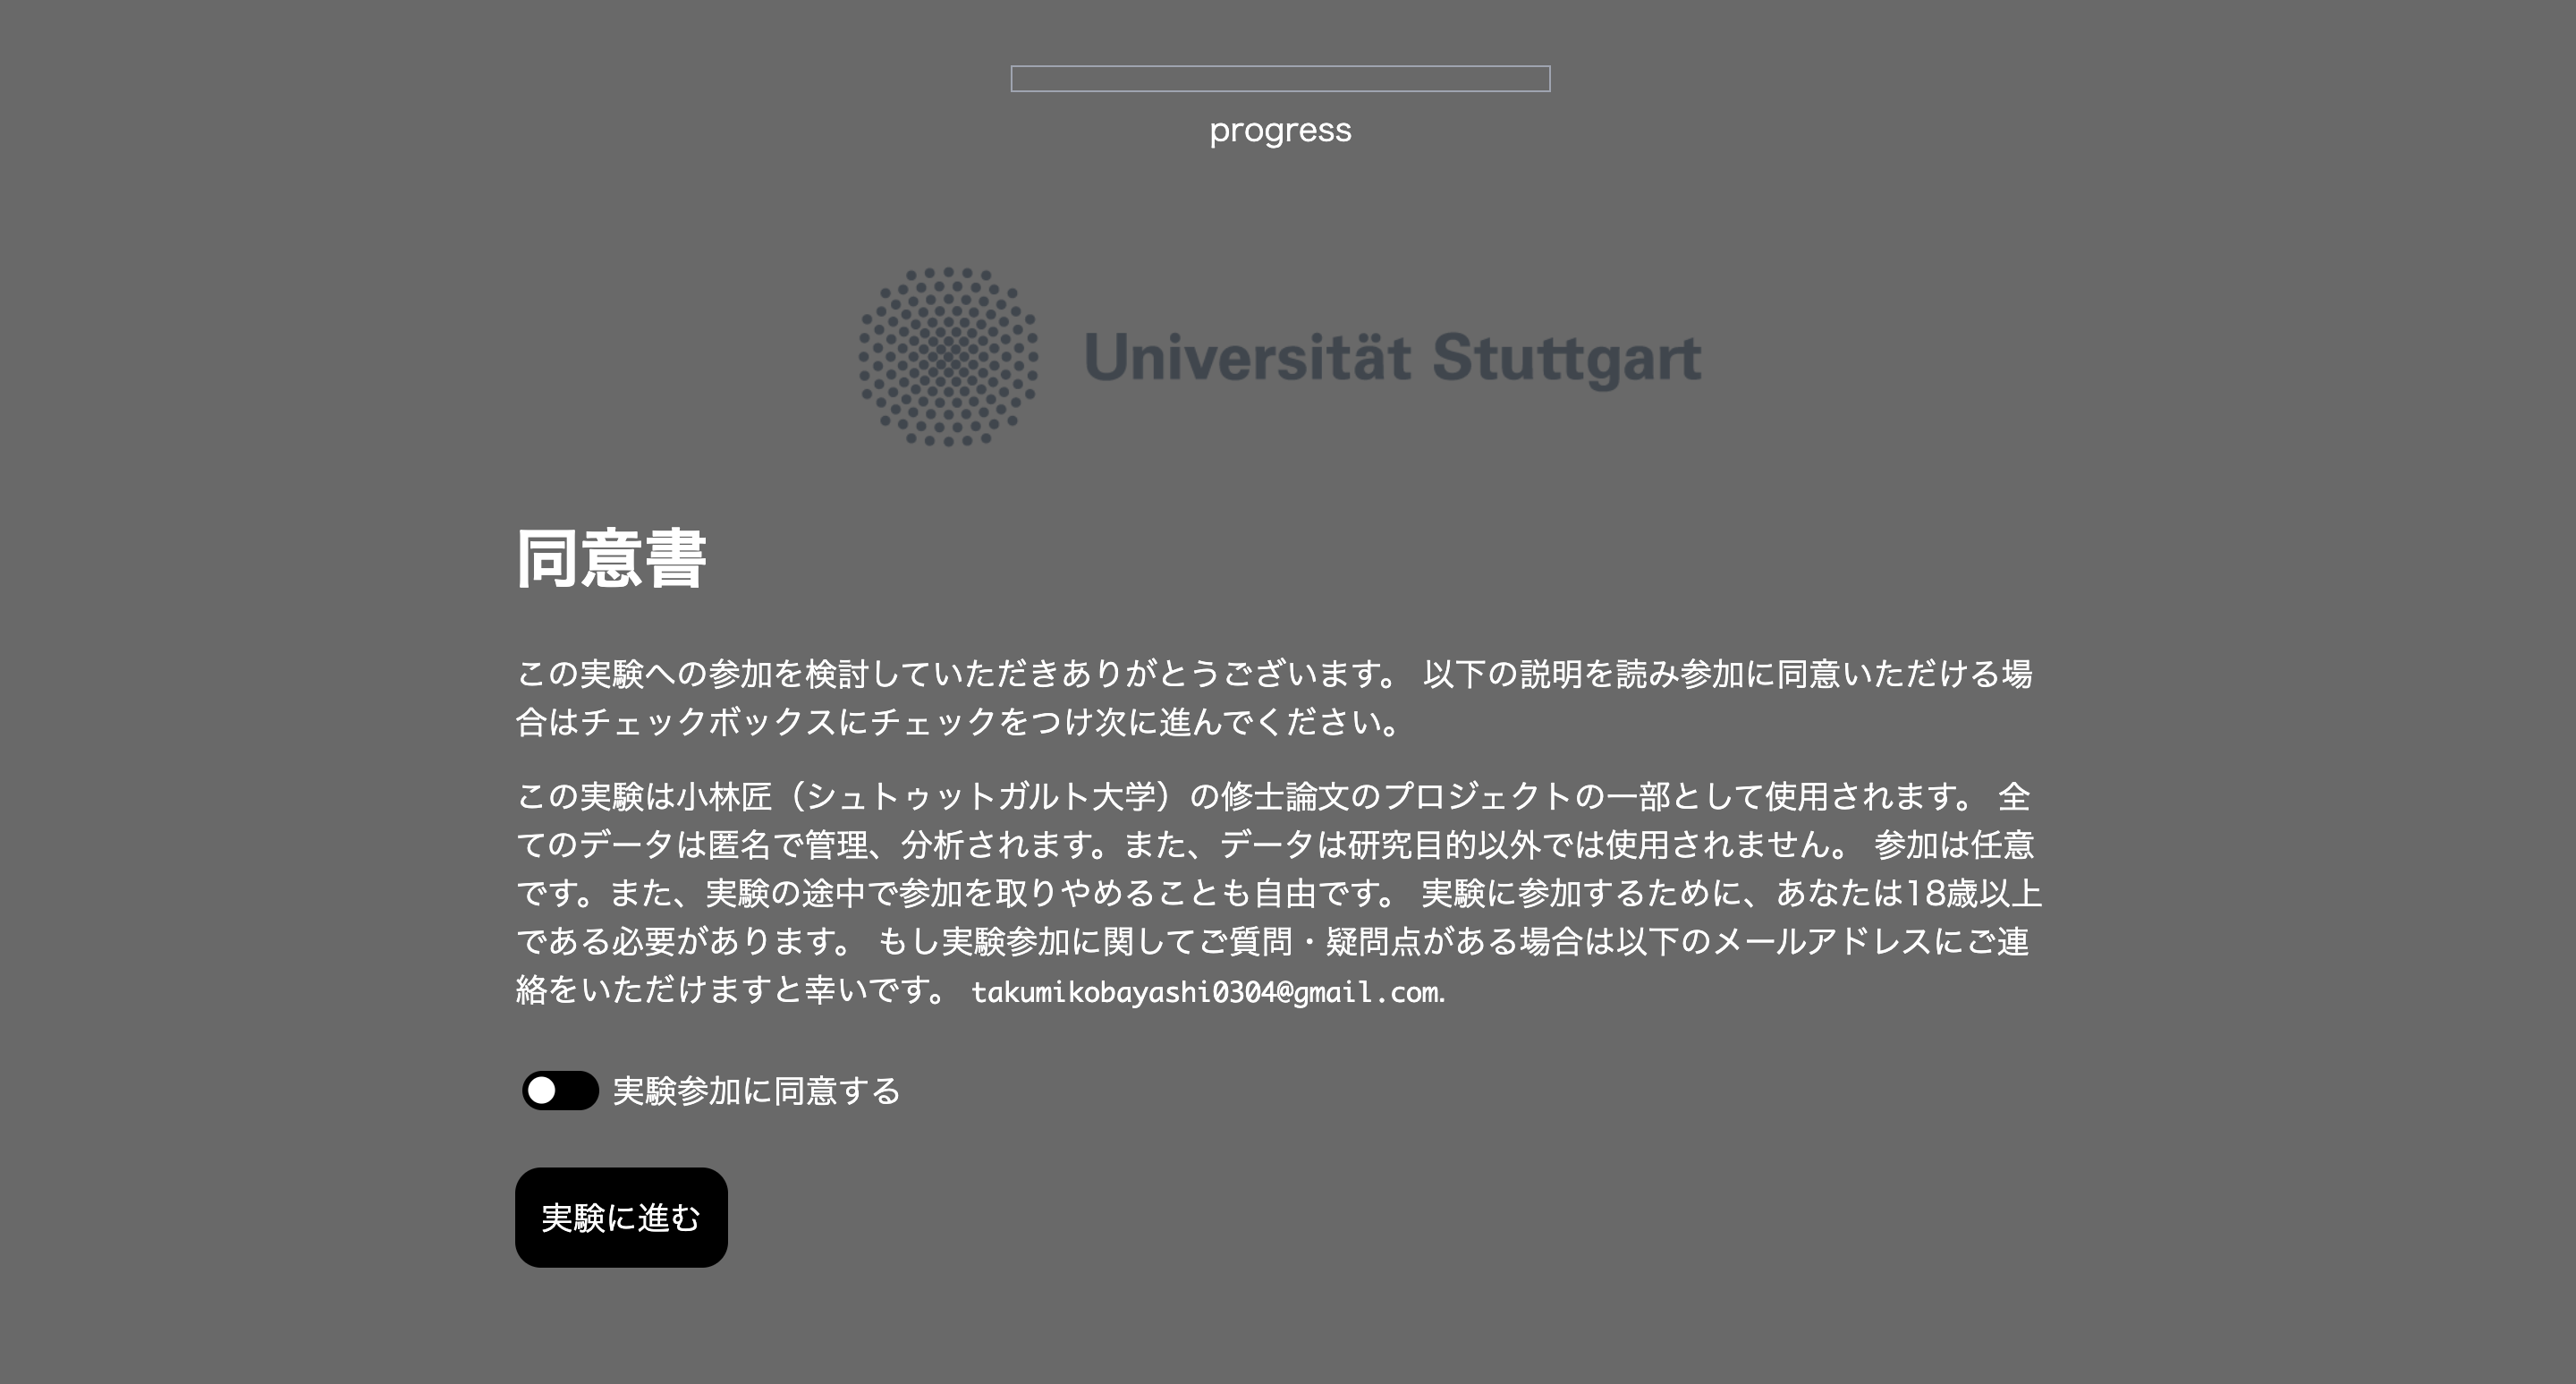 progress
Universität Stuttgart
同意書
この実験への参加を検討していただきありがとうございます。 以下の説明を読み参加に同意いただける場
合はチェックボックスにチェックをつけ次に進んでください。
この実験は小林匠（シュトゥットガルト大学）の修士論文のプロジェクトの一部として使用されます。 全
てのデータは匿名で管理、分析されます。また、データは研究目的以外では使用されません。 参加は任意
です。また、実験の途中で参加を取りやめることも自由です。 実験に参加するために、あなたは18歳以上
である必要があります。 もし実験参加に関してご質問・疑問点がある場合は以下のメールアドレスにご連
絡をいただけますと幸いです。 takumikobayashi0304@gmail.com.
実験参加に同意する
実験に進む